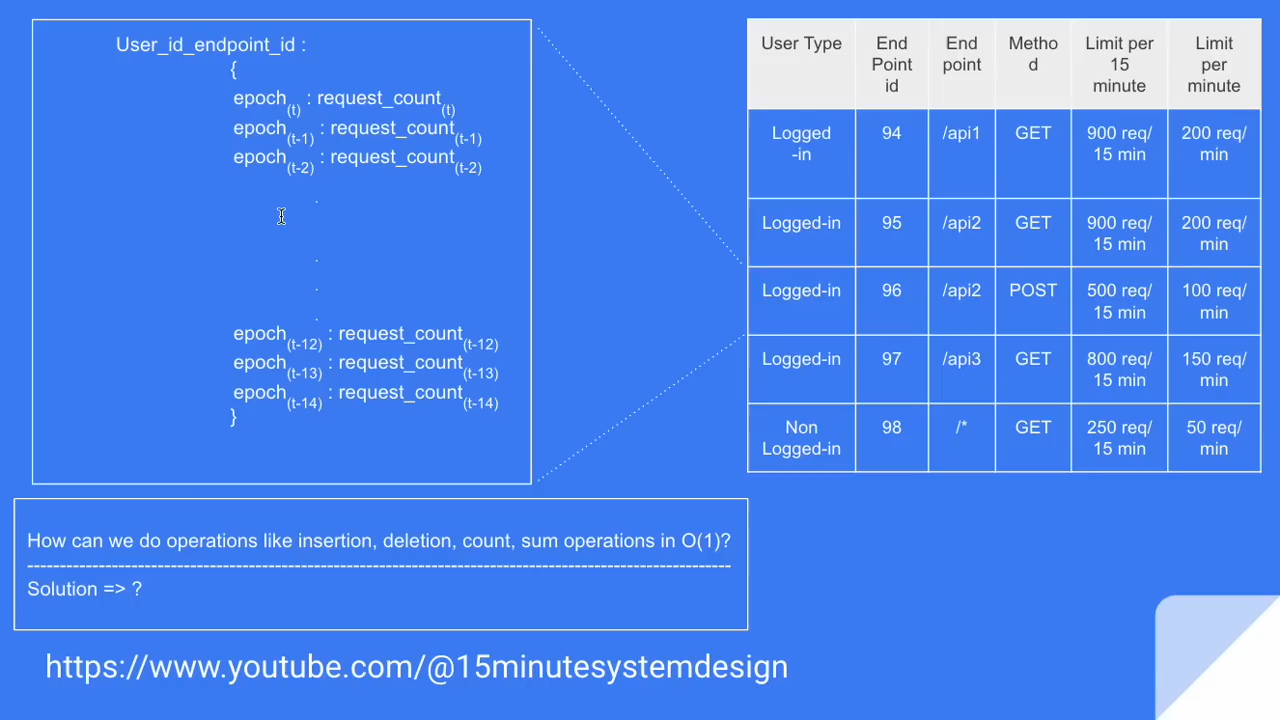 User_id_endpoint_id :
{
epoch(t) : request_count(t)
epoch(t-1) : request_count(t-1)
epoch(t-2) : request_count(t-2)
.
.
.
.
epoch(t-12) : request_count(t-12)
epoch(t-13) : request_count(t-13)
epoch(t-14) : request_count(t-14)
}
User Type End Point id End point Metho d Limit per 15 minute Limit per minute
Logged -in 94 /api1 GET 900 req/ 15 min 200 req/ min
Logged-in 95 /api2 GET 900 req/ 15 min 200 req/ min
Logged-in 96 /api2 POST 500 req/ 15 min 100 req/ min
Logged-in 97 /api3 GET 800 req/ 15 min 150 req/ min
Non Logged-in 98 /* GET 250 req/ 15 min 50 req/ min
How can we do operations like insertion, deletion, count, sum operations in O(1)?
Solution => ?
https://www.youtube.com/@15minutesystemdesign